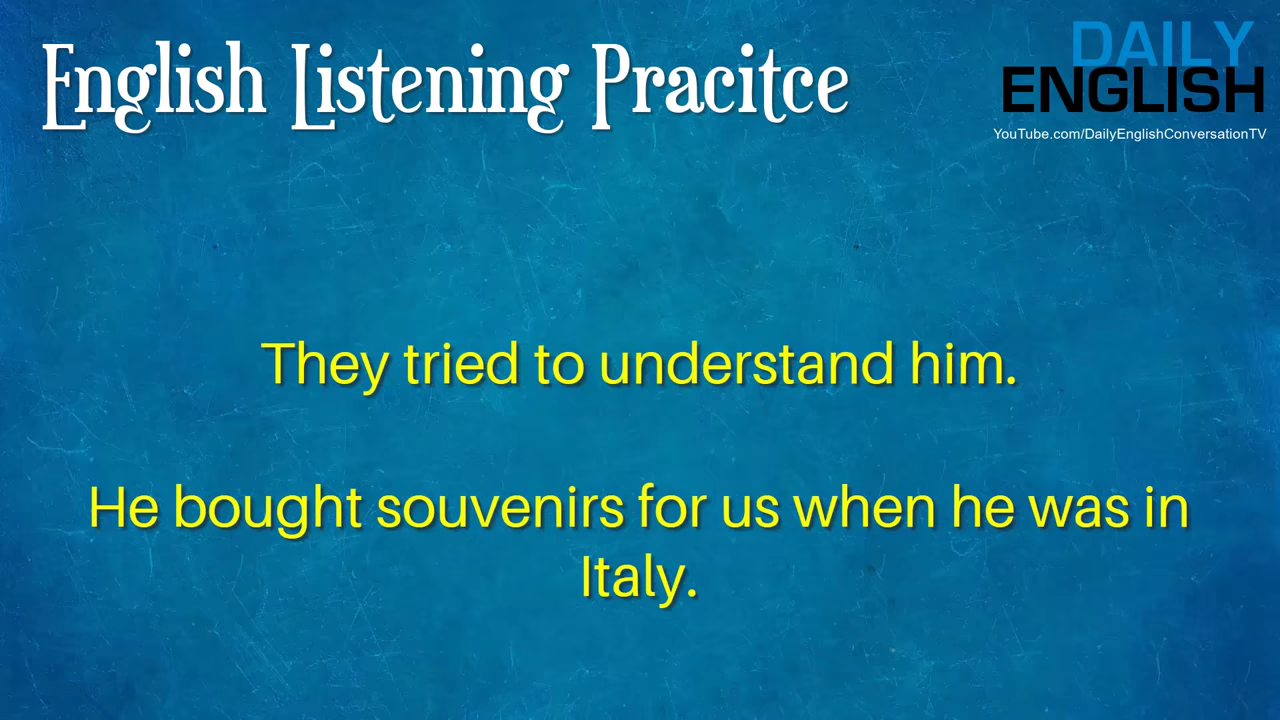 English Listening Pracitce
DAILY
ENGLISH
YouTube.com/DailyEnglishConversationTV
They tried to understand him.
He bought souvenirs for us when he was in
Italy.